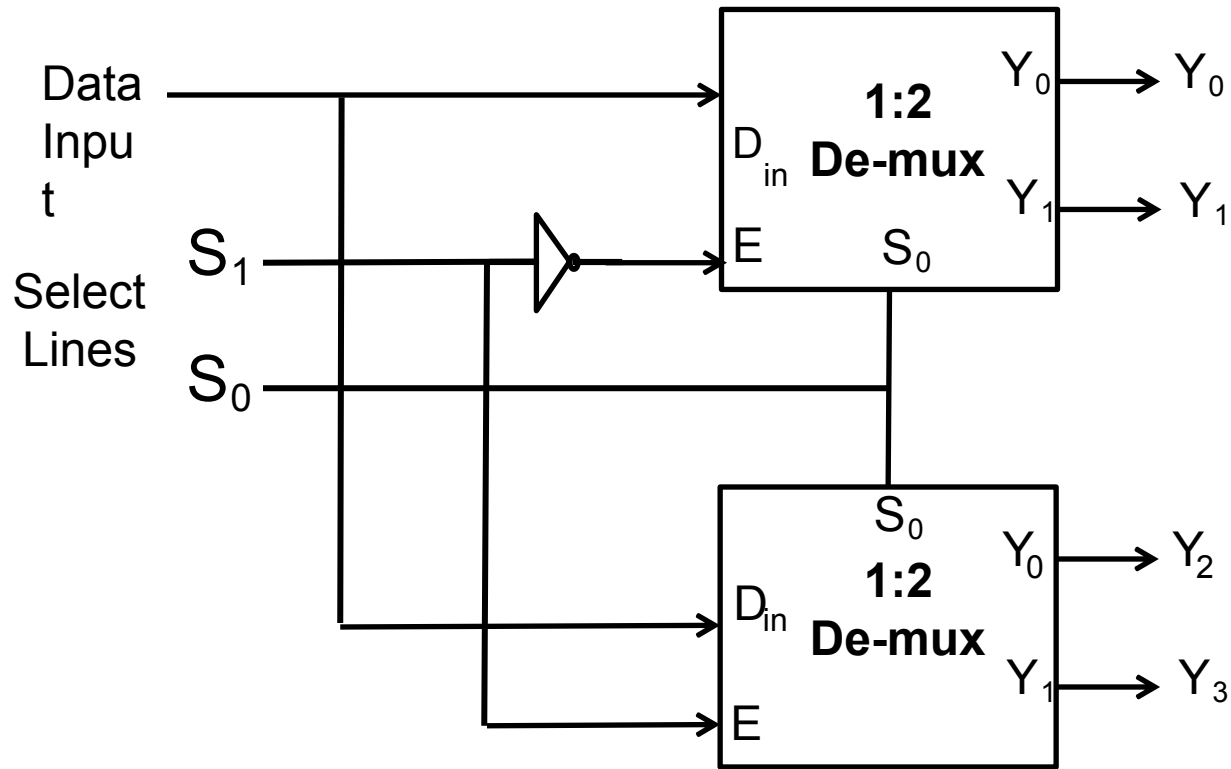 Data
Inpu
t
S1
Select
Lines
S0
1:2
De-mux
Din
E
S0
Y0
Y1
Y0
Y1
S0
1:2
De-mux
Din
E
Y0
Y1
Y2
Y3